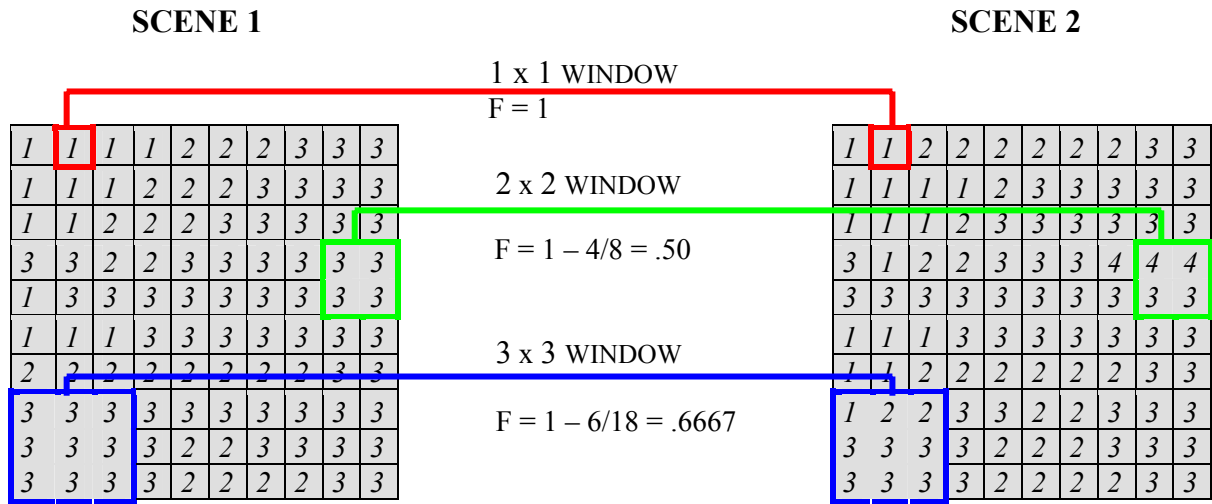 SCENE 1
SCENE 2
1 x 1 WINDOW
F = 1
2 x 2 WINDOW
F = 1 – 4/8 = .50
3 x 3 WINDOW
F = 1 – 6/18 = .6667
1 1 1 1 2 2 2 3 3 3
1 1 1 2 2 2 3 3 3 3
1 1 2 2 2 3 3 3 3 3
3 3 2 2 3 3 3 3 3 3
1 3 3 3 3 3 3 3 3 3
1 1 1 3 3 3 3 3 3 3
2 2 2 2 2 2 2 2 3 3
3 3 3 3 3 3 3 3 3 3
3 3 3 3 2 2 3 3 3 3
3 3 3 3 2 2 2 2 3 3
1 1 2 2 2 2 2 2 3 3
1 1 1 1 2 3 3 3 3 3
1 1 1 2 3 3 3 3 3 3
3 1 2 2 3 3 3 4 4 4
3 3 3 3 3 3 3 3 3 3
1 1 1 3 3 3 3 3 3 3
1 1 2 2 2 2 2 2 3 3
1 2 2 3 3 2 2 3 3 3
3 3 3 3 2 2 2 3 3 3
3 3 3 3 2 2 2 2 3 3